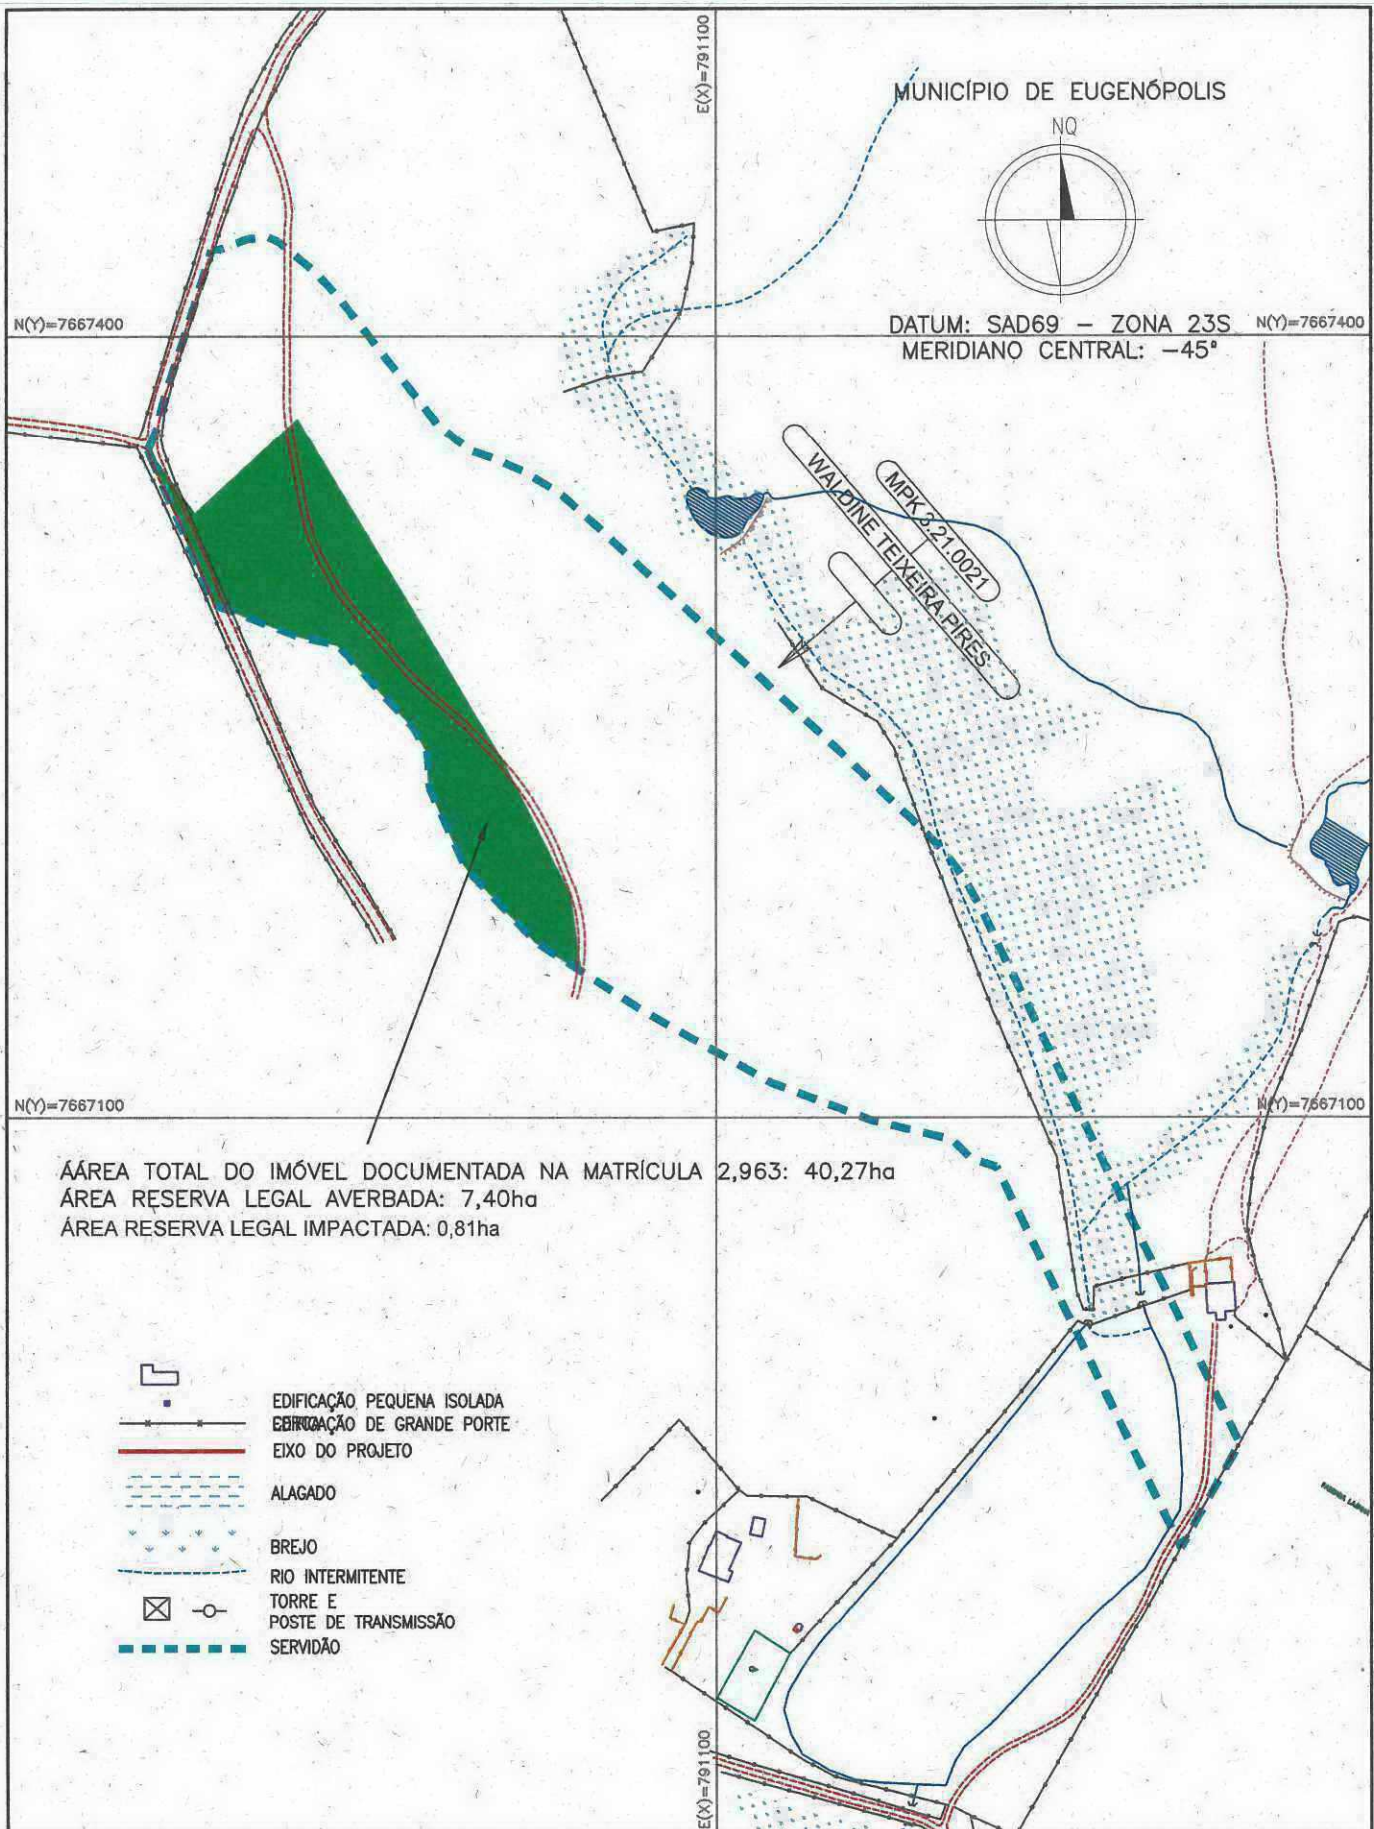 E(X)=791100
MUNICÍPIO DE EUGENÓPOLIS
NQ
N(Y)=7667400
DATUM: SAD69 – ZONA 23S
N(Y)=7667400
MERIDIANO CENTRAL: –45°
MPK3.21.0021
WALDINE TEIXEIRA PIRES
N(Y)=7667100
N(Y)=7667100
ÁÁREA TOTAL DO IMÓVEL DOCUMENTADA NA MATRÍCULA 2,963: 40,27ha
ÁREA RESERVA LEGAL AVERBADA: 7,40ha
ÁREA RESERVA LEGAL IMPACTADA: 0,81ha
EDIFICAÇÃO PEQUENA ISOLADA
DE GRANDE PORTE
EIXO DO PROJETO
ALAGADO
BREJO
RIO INTERMITENTE
TORRE E
POSTE DE TRANSMISSÃO
SERVIDÃO
E(X)=791100